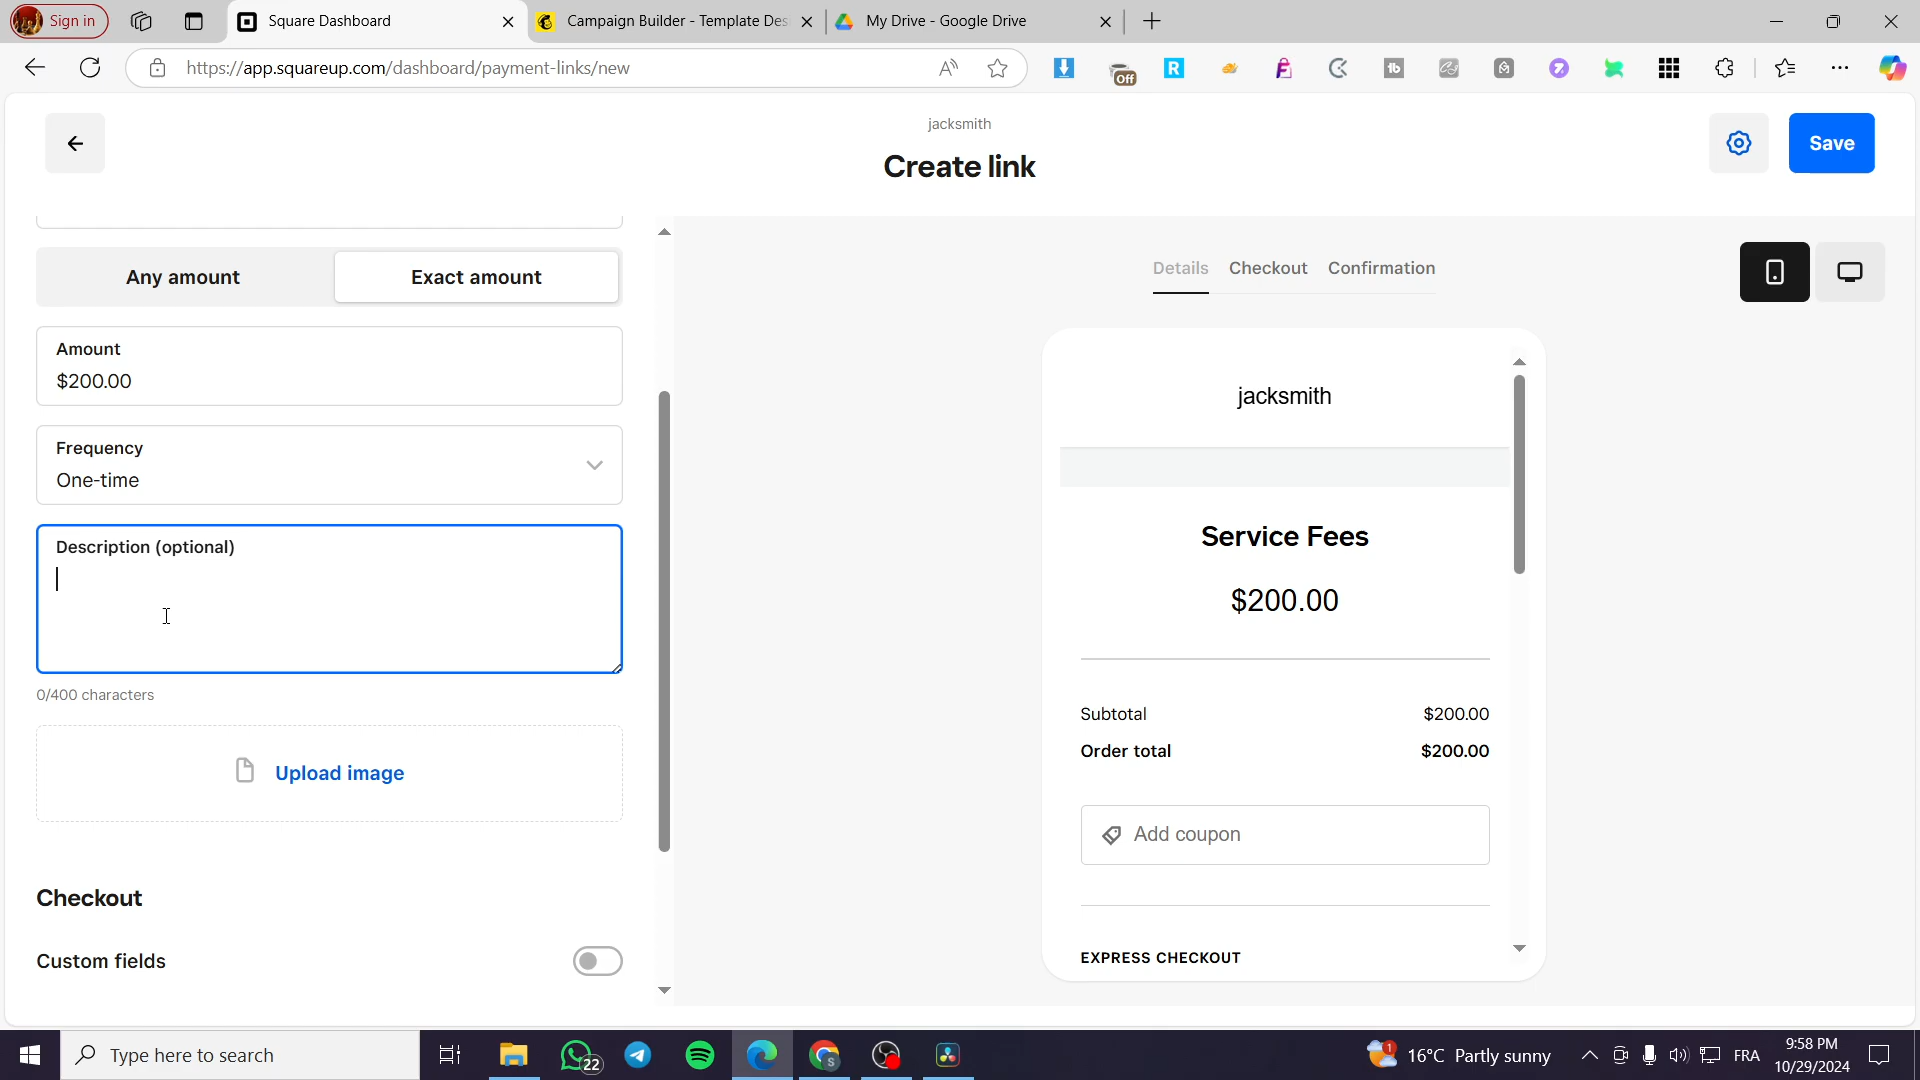 Sign in
Square Dashboard
Campaign Builder - Template Des
My Drive - Google Drive
https://app.squareup.com/dashboard/payment-links/new
Off
jacksmith
Create link
Save
Any amount
Exact amount
Details
Checkout
Confirmation
Amount
$200.00
jacksmith
Frequency
One-time
Service Fees
Description (optional)
$200.00
0/400 characters
Subtotal
$200.00
Order total
$200.00
Upload image
Add coupon
Checkout
Custom fields
EXPRESS CHECKOUT
Type here to search
22
1
16°C Partly sunny
FRA
9:58 PM
10/29/2024